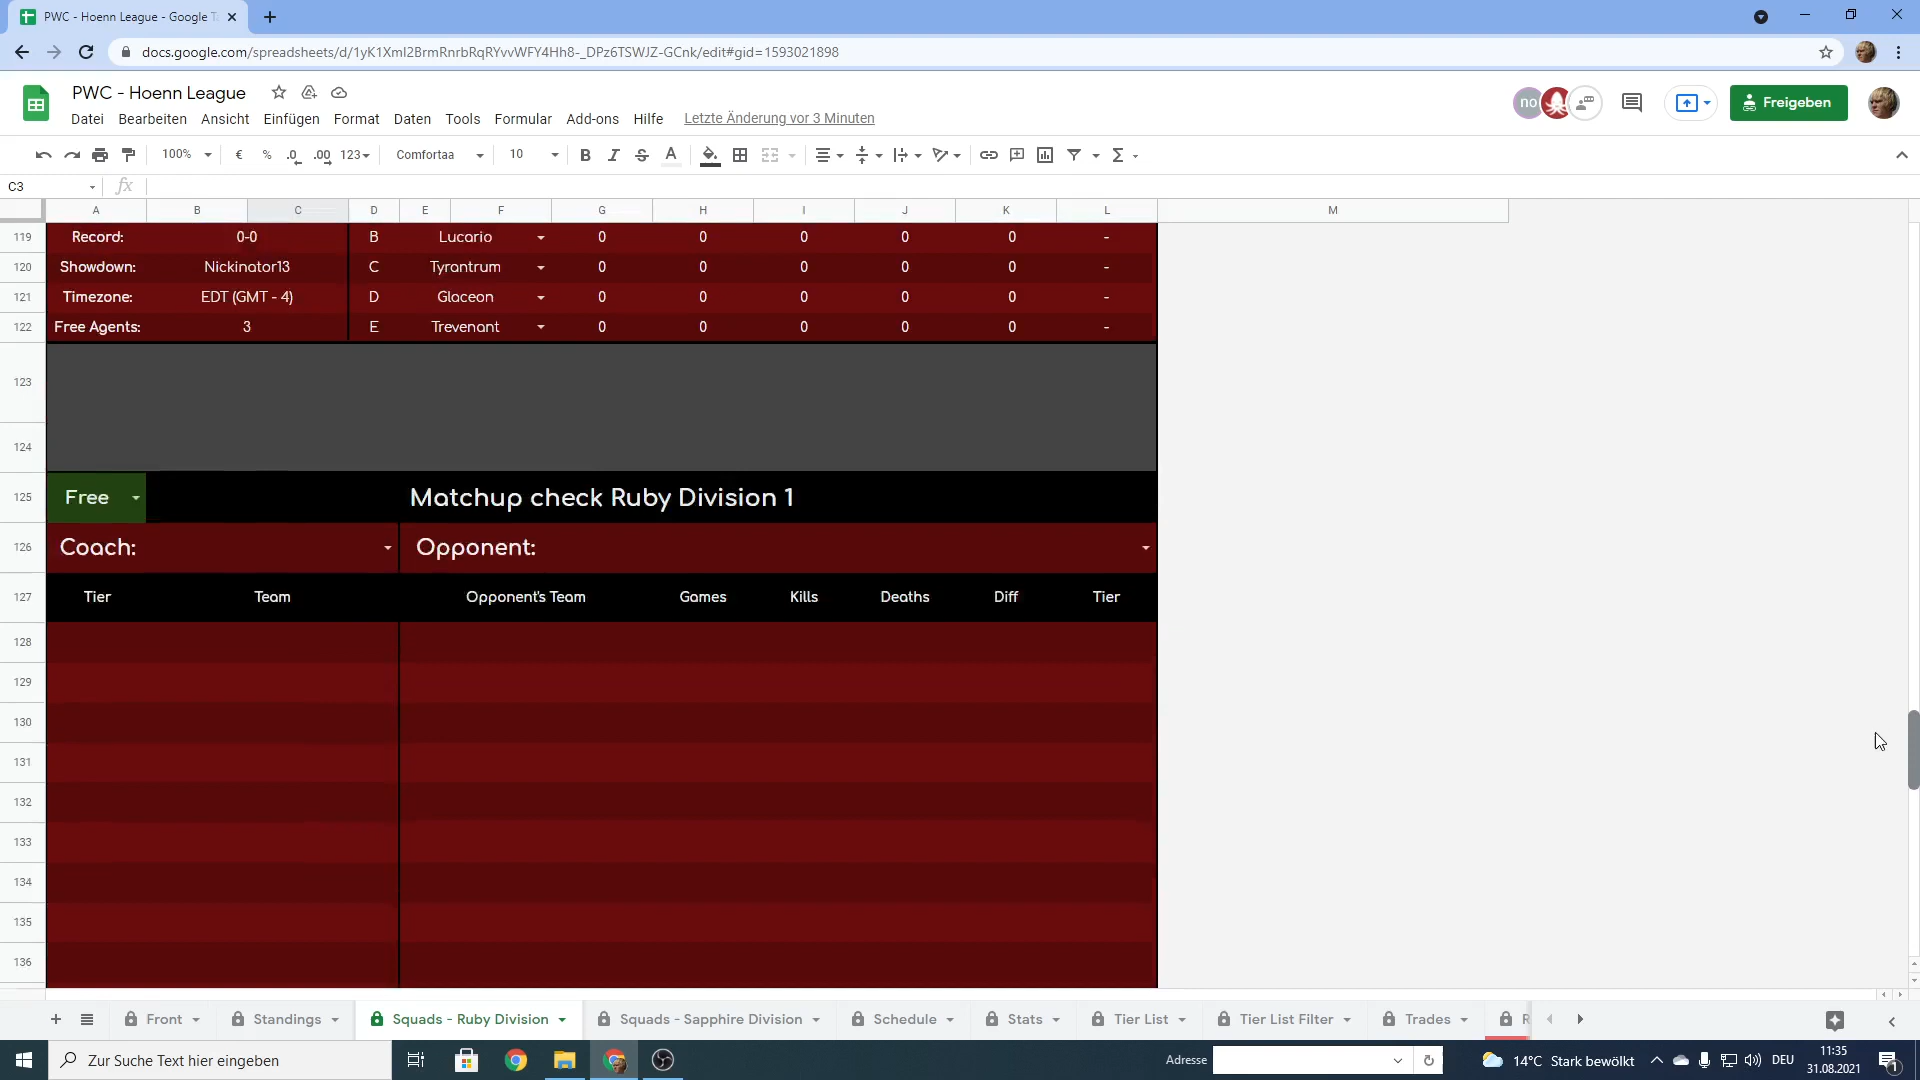 PWC - Hoenn League - Google T
docs.google.com/spreadsheets/d/1yK1XmI2BrmRnrbRqRYvvWFY4Hh8-_DPz6TSWJZ-GCnk/edit#gid=1593021898
PWC - Hoenn League
no
Freigeben
Datei Bearbeiten Ansicht Einfügen Format Daten Tools Formular Add-ons Hilfe Letzte Änderung vor 3 Minuten
100% € % .0 .00 123 Comfortaa 10 B I S A Σ
C3 fx
A B C D E F G H I J K L M
119 Record: 0-0 B Lucario 0 0 0 0 0 -
120 Showdown: Nickinator13 C Tyrantrum 0 0 0 0 0 -
121 Timezone: EDT (GMT - 4) D Glaceon 0 0 0 0 0 -
122 Free Agents: 3 E Trevenant 0 0 0 0 0 -
123
124
125 Free Matchup check Ruby Division 1
126 Coach: Opponent:
127 Tier Team Opponent's Team Games Kills Deaths Diff Tier
128
129
130
131
132
133
134
135
136
Front Standings Squads - Ruby Division Squads - Sapphire Division Schedule Stats Tier List Tier List Filter Trades R
Zur Suche Text hier eingeben Adresse 14°C Stark bewölkt DEU 11:35
31.08.2021 1